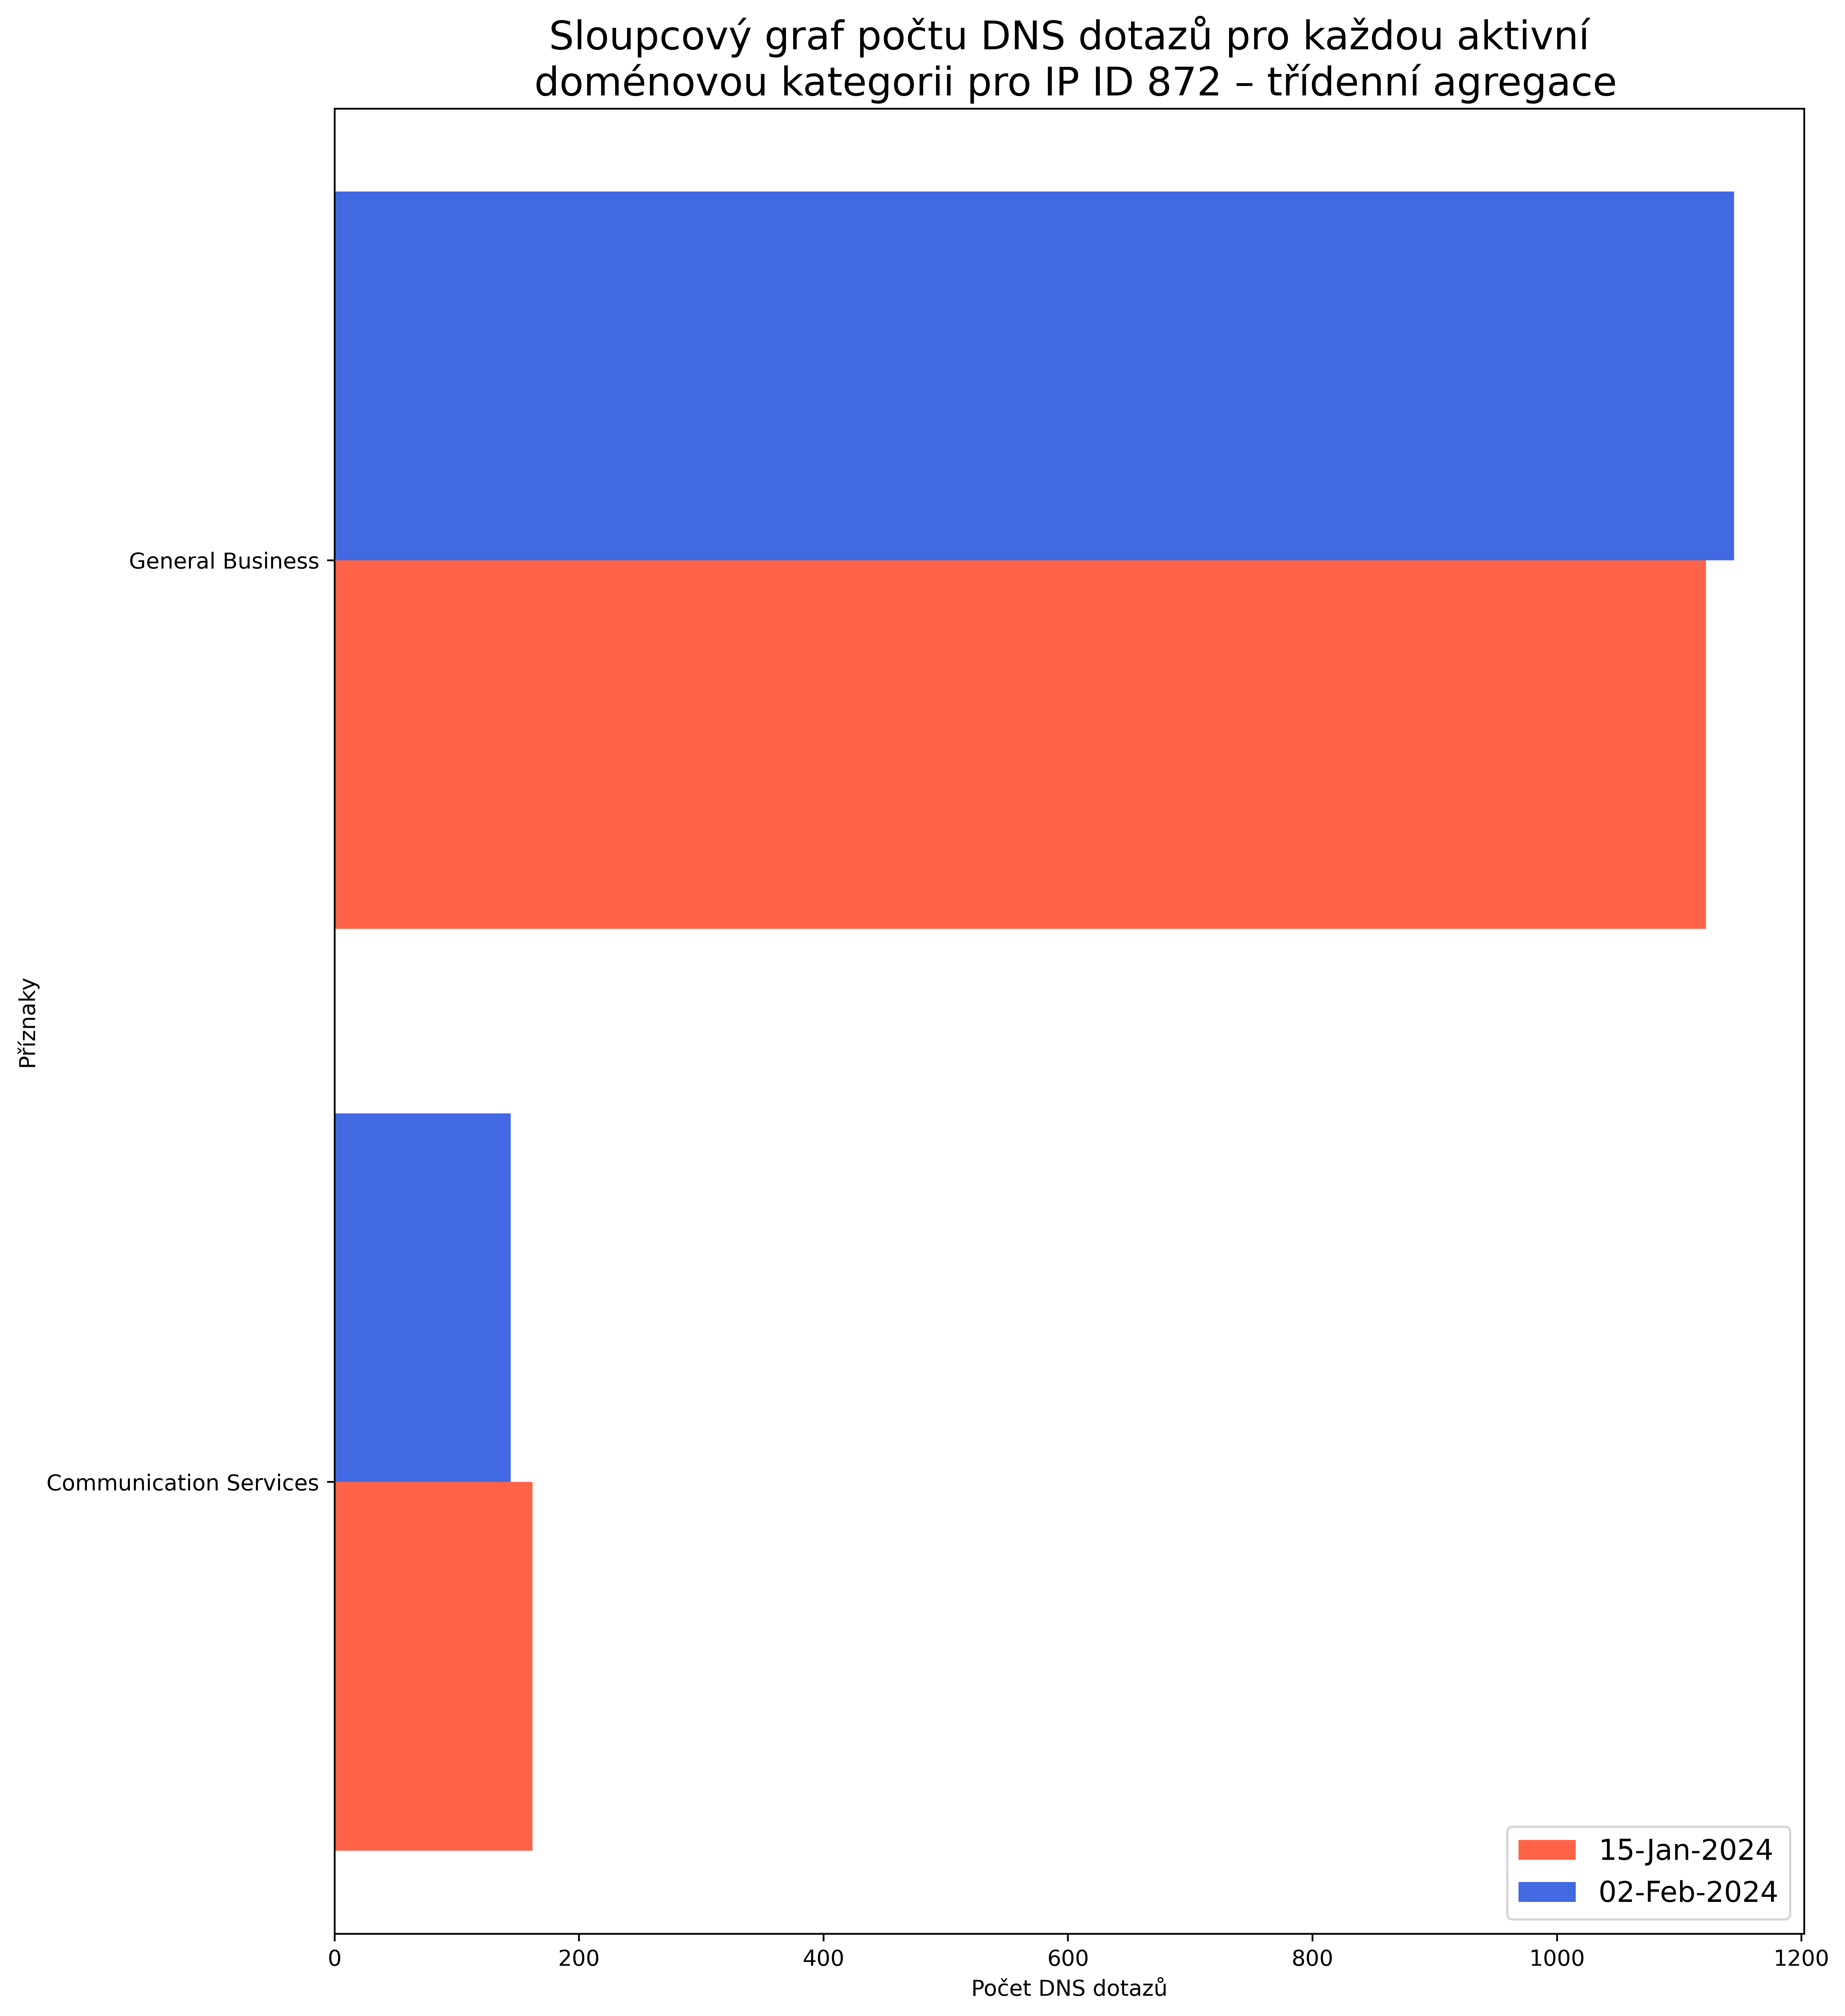 Sloupcový graf počtu DNS dotazů pro každou aktivní
doménovou kategorii pro IP ID 872 – třídenní agregace
General Business
Příznaky
Communication Services
15-Jan-2024
02-Feb-2024
0 200 400 600 800 1000 1200
Počet DNS dotazů